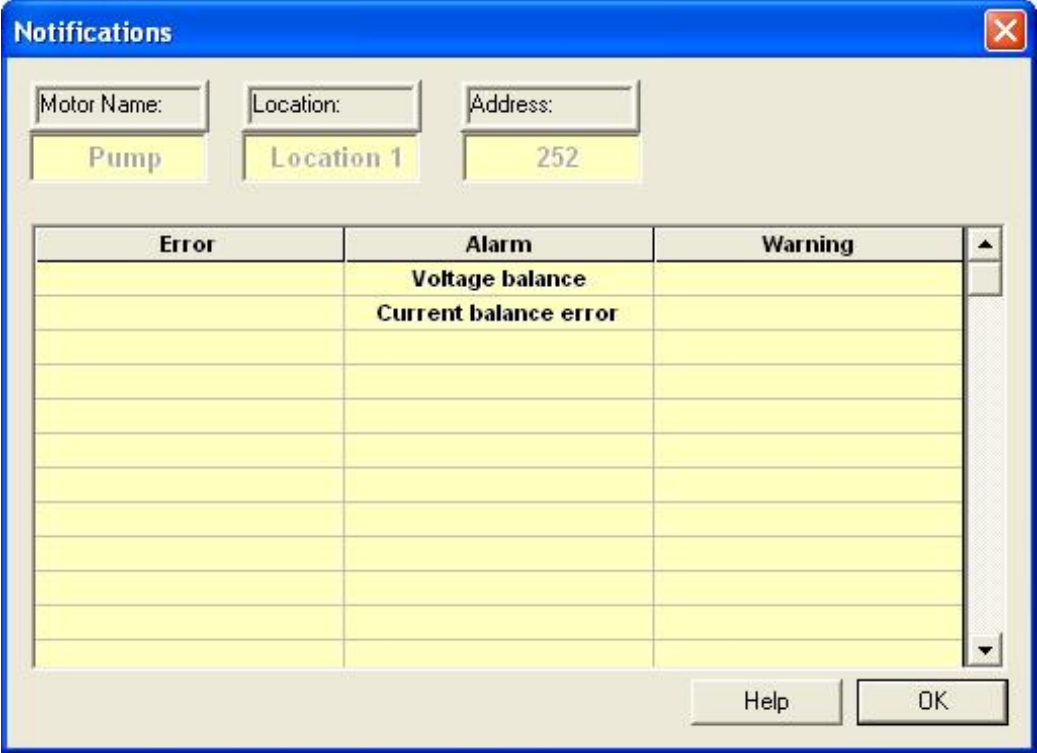 Notifications
Motor Name: Location: Address:
Pump Location 1 252
Error Alarm Warning
Voltage balance
Current balance error
Help OK